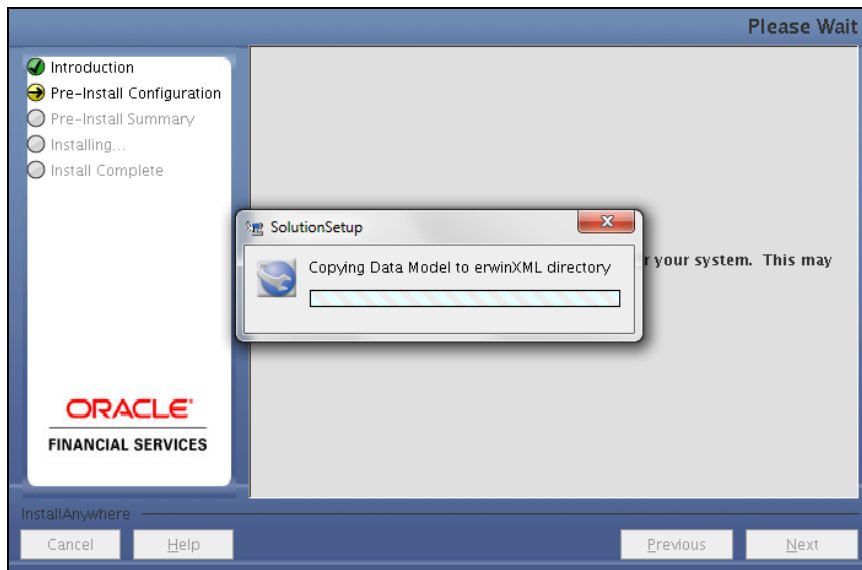 Please Wait
Introduction
Pre-Install Configuration
Pre-Install Summary
Installing...
Install Complete
SolutionSetup
Copying Data Model to erwinXML directory
r your system. This may
ORACLE
FINANCIAL SERVICES
InstallAnywhere
Cancel
Help
Previous
Next